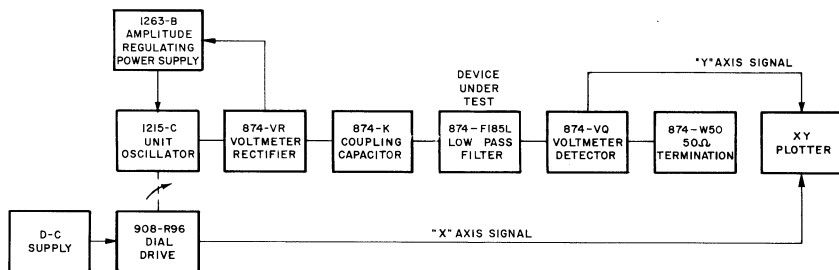 1263-B
AMPLITUDE
REGULATING
POWER SUPPLY
"Y" AXIS SIGNAL
DEVICE
UNDER
TEST
1215-C
UNIT
OSCILLATOR
874-VR
VOLTMETER
RECTIFIER
874-K
COUPLING
CAPACITOR
874-F185L
LOW PASS
FILTER
874-VQ
VOLTMETER
DETECTOR
874-W50
50Ω
TERMINATION
XY
PLOTTER
D-C
SUPPLY
908-R96
DIAL
DRIVE
"X" AXIS SIGNAL